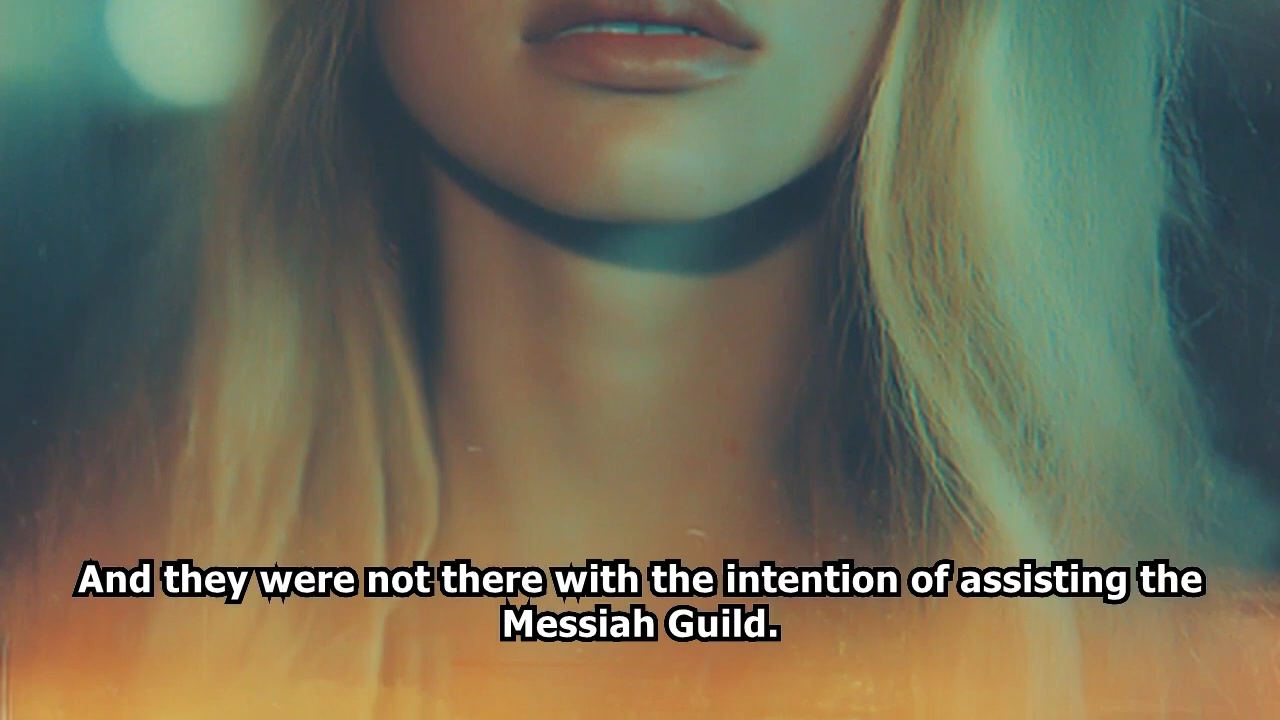 And they were not there with the intention of assisting the
Messiah Guild.